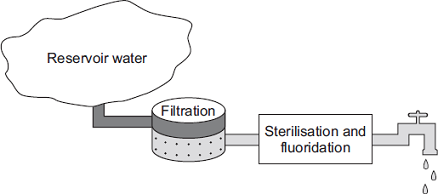 Reservoir water
Filtration
Sterilisation and
fluoridation